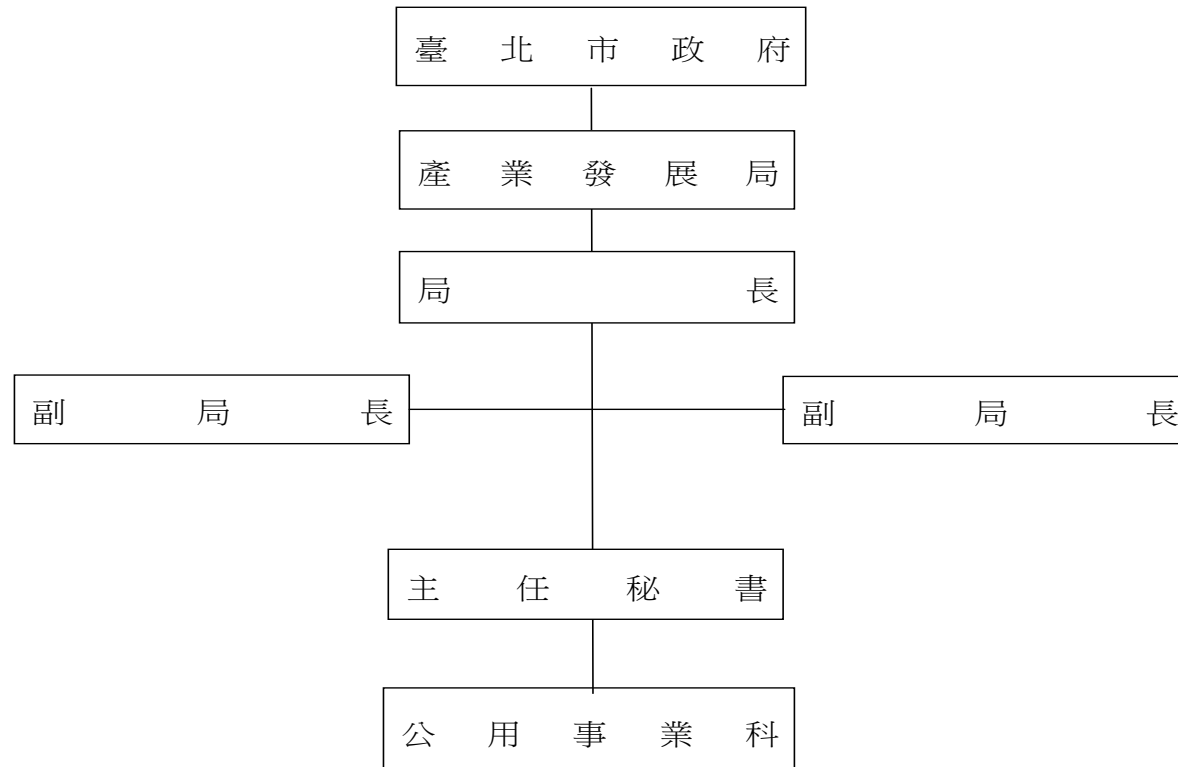 臺北市政府
產業發展局
局長
副局長
副局長
主任秘書
公用事業科